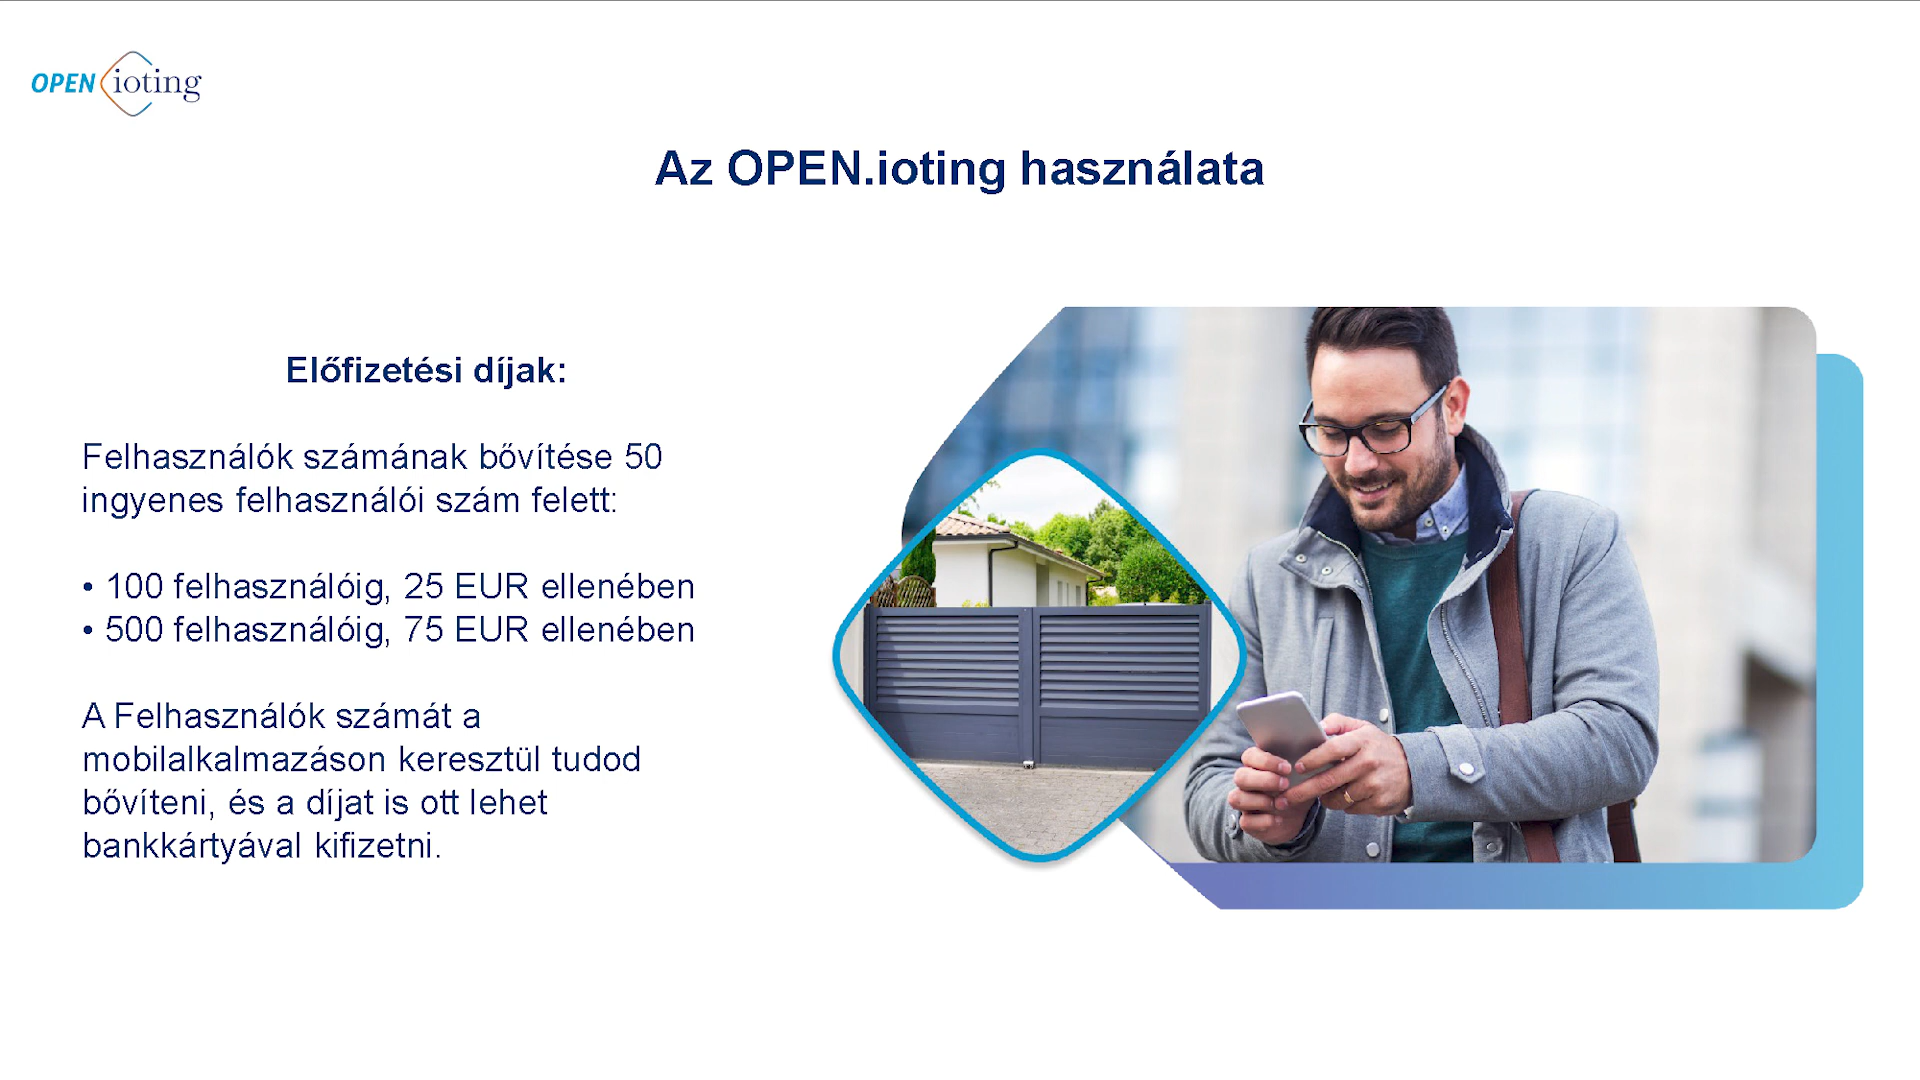 OPEN ioting
Az OPEN.ioting használata
Előfizetési díjak:
Felhasználók számának bővítése 50
ingyenes felhasználói szám felett:
• 100 felhasználóig, 25 EUR ellenében
• 500 felhasználóig, 75 EUR ellenében
A Felhasználók számát a
mobilalkalmazáson keresztül tudod
bővíteni, és a díjat is ott lehet
bankkártyával kifizetni.